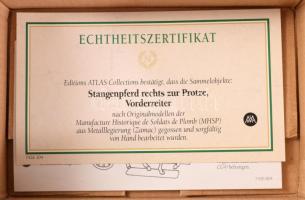 ECHTHEITSZERTIFIKAT
Editions ATLAS Collections bestätigt, dass die Sammelobjekte:
Stangenpferd rechts zur Protze,
Vorderreiter
nach Originalmodellen der
Manufacture Historique de Soldats de Plomb (MHSP)
aus Metalllegierung (Zamac) gegossen und sorgfältig
von Hand bearbeitet wurden.